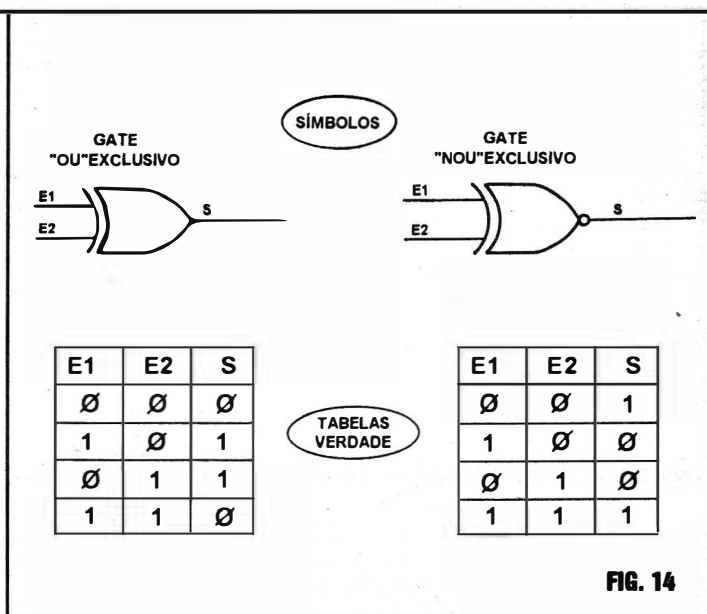 SÍMBOLOS
GATE
"OU"EXCLUSIVO
E1
E2
S
GATE
"NOU"EXCLUSIVO
E1
E2
S
E1 E2 S
Ø Ø Ø
1 Ø 1
Ø 1 1
1 1 Ø
TABELAS
VERDADE
E1 E2 S
Ø Ø 1
1 Ø Ø
Ø 1 Ø
1 1 1
FIG. 14